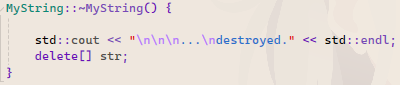 MyString::~MyString() {
std::cout << "\n\n\n...\ndestroyed." << std::endl;
delete[] str;
}